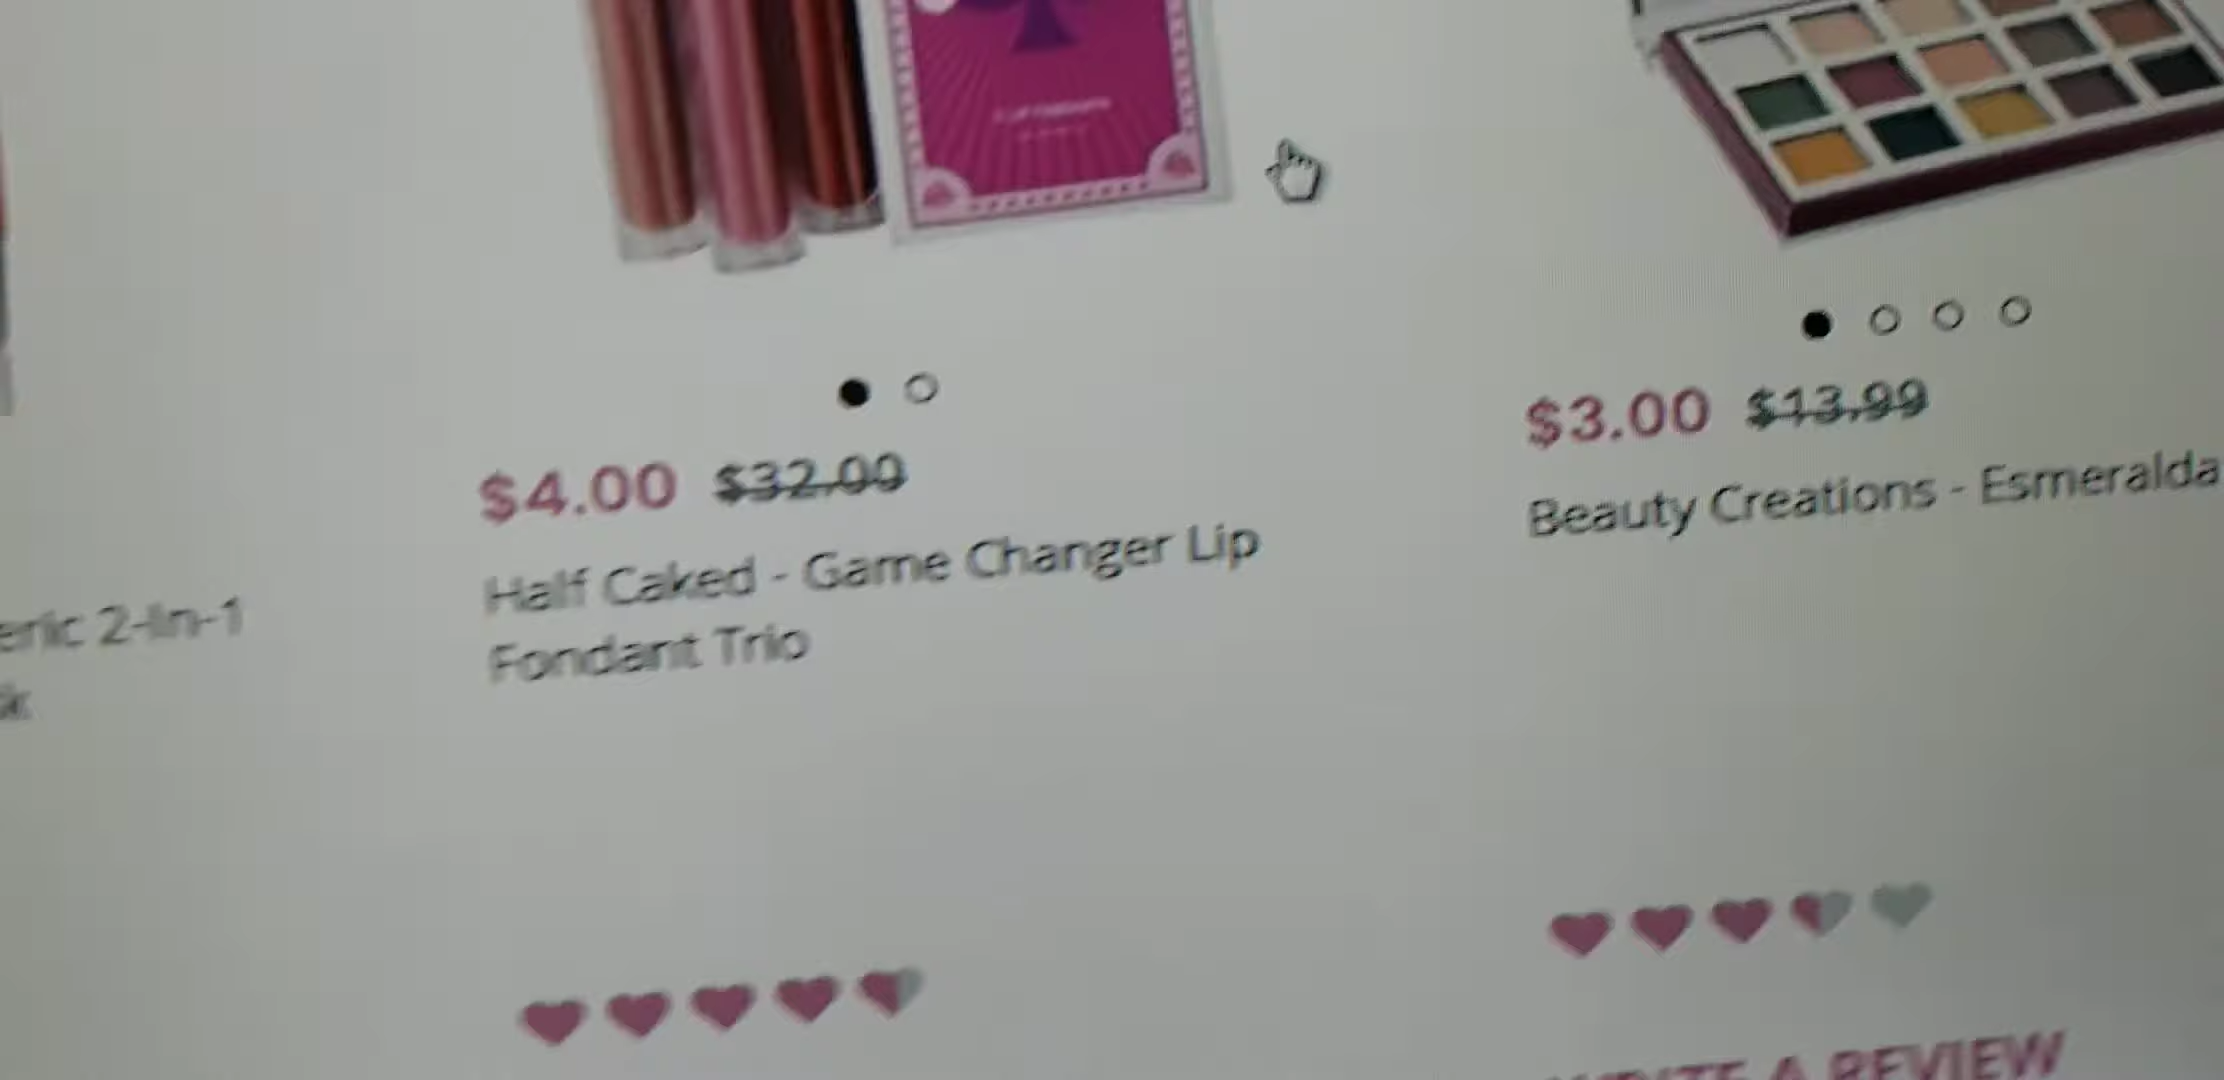 $4.00 $32.00
Half Caked - Game Changer Lip
Fondant Trio
$3.00 $13.99
Beauty Creations - Esmeralda
2-In-1
A REVIEW